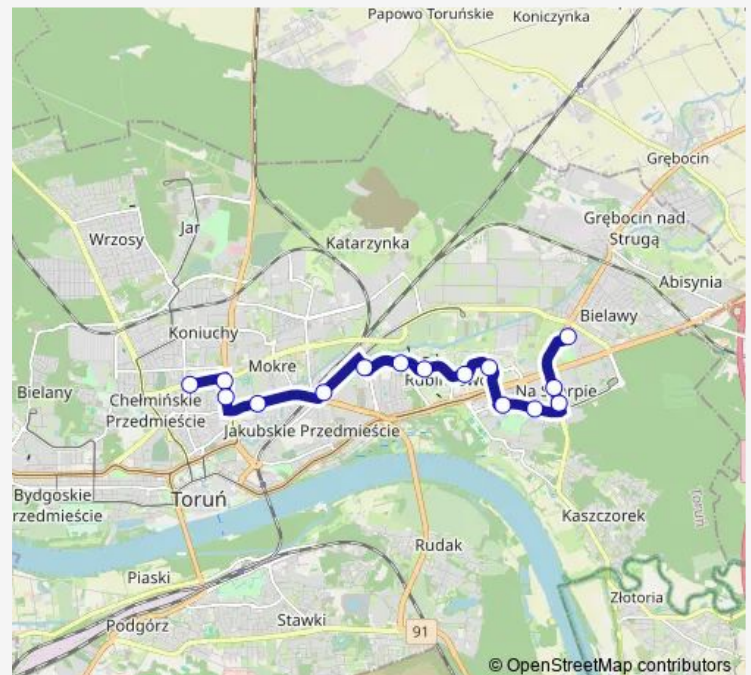 Papowo Toruńskie
Koniczynka
Grębocin
Grębocin nad
Strugą
Jar
Wrzosy
Katarzynka
Abisynia
Bielawy
Koniuchy
Mokre
Bielany
Chełmińskie
Przedmieście
Na S
rpie
Jakubskie Przedmieście
Toruń
Bydgoskie
rzedmieście
Kaszczorek
Toruń
Rudak
Piaski
Złotoria
Stawki
Podgórz
91
© OpenStreetMap contributors